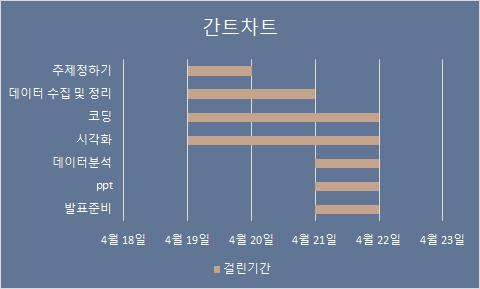 간트차트
주제정하기
데이터 수집 및 정리
코딩
시각화
데이터분석
ppt
발표준비
4월 18일 4월 19일 4월 20일 4월 21일 4월 22일 4월 23일
걸린기간